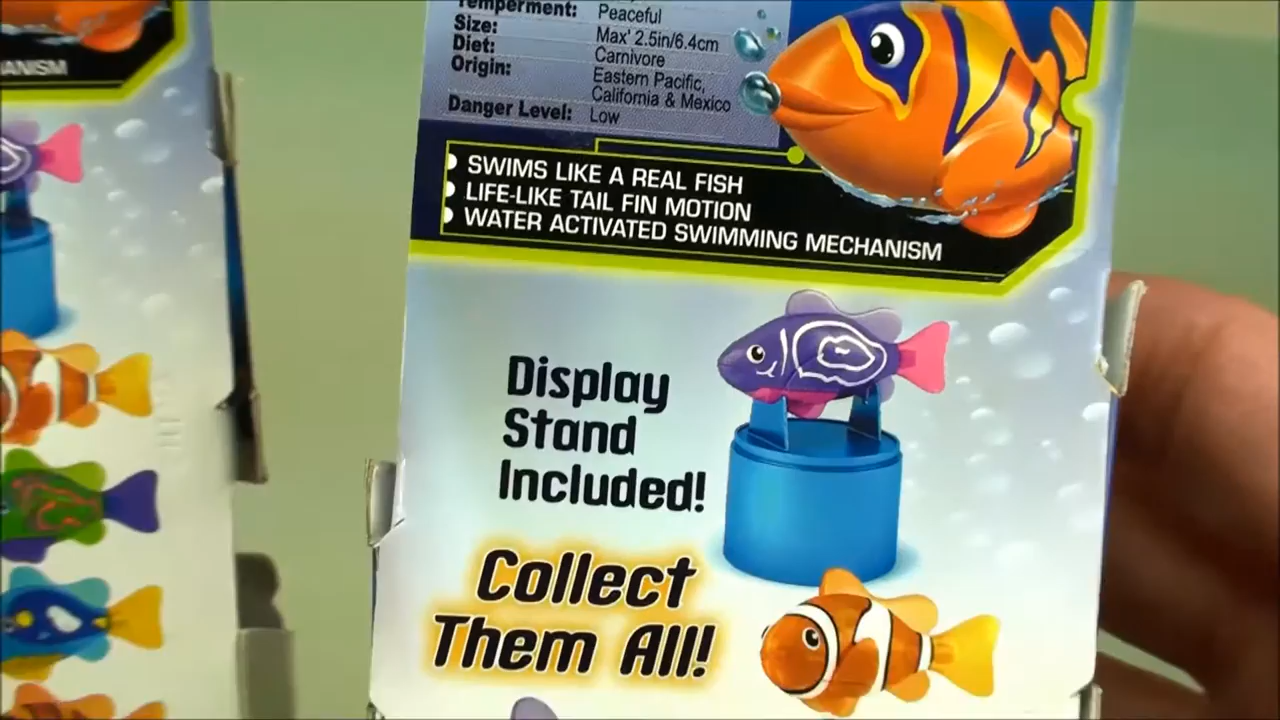 ANISM
Temperment: Peaceful
Size: Max' 2.5in/6.4cm
Diet: Carnivore
Origin: Eastern Pacific,
California & Mexico
Danger Level: Low
SWIMS LIKE A REAL FISH
LIFE-LIKE TAIL FIN MOTION
WATER ACTIVATED SWIMMING MECHANISM
Display
Stand
Included!
Collect
Them All!